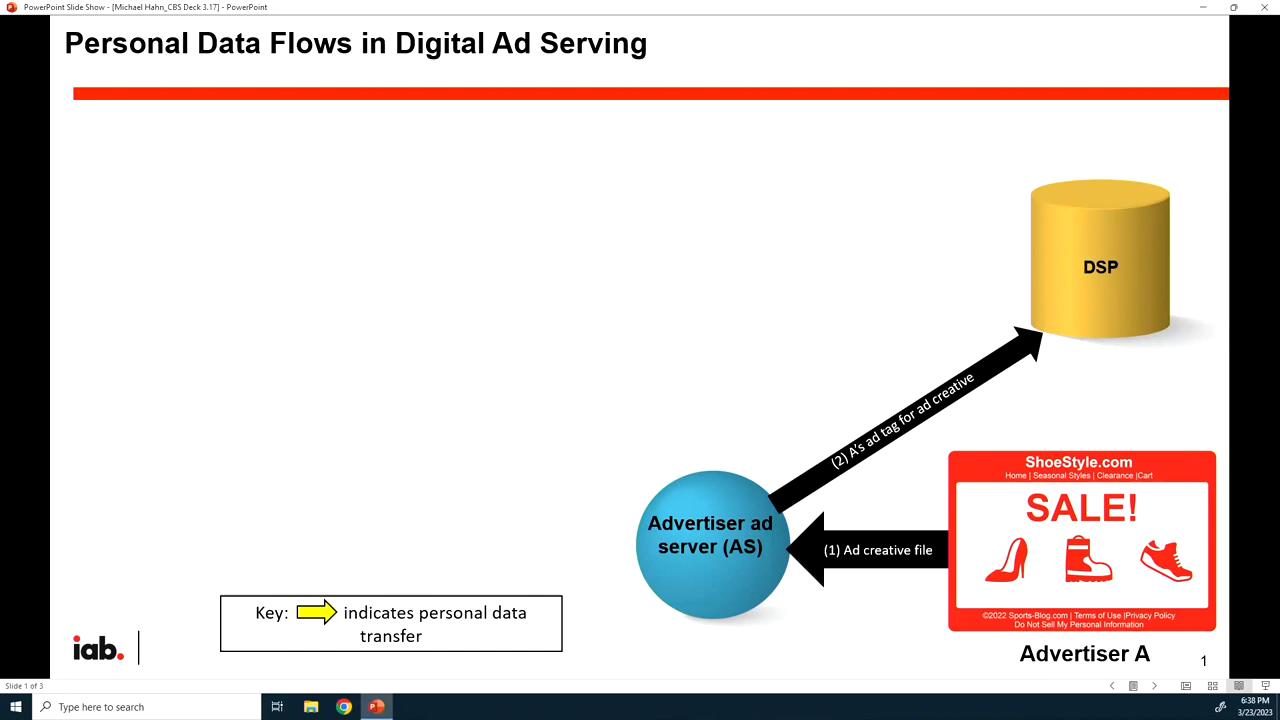 PowerPoint Slide Show - [Michael Hahn_CBS Deck 3.17] - PowerPoint
Personal Data Flows in Digital Ad Serving
DSP
(2) A's ad tag for ad creative
ShoeStyle.com
Home | Seasonal Styles | Clearance |Cart
SALE!
Advertiser ad
server (AS)
(1) Ad creative file
©2022 Sports-Blog.com | Terms of Use |Privacy Policy
Do Not Sell My Personal Information
Key: indicates personal data
transfer
iab.
Advertiser A
1
Slide 1 of 3
Type here to search
6:38 PM
3/23/2023